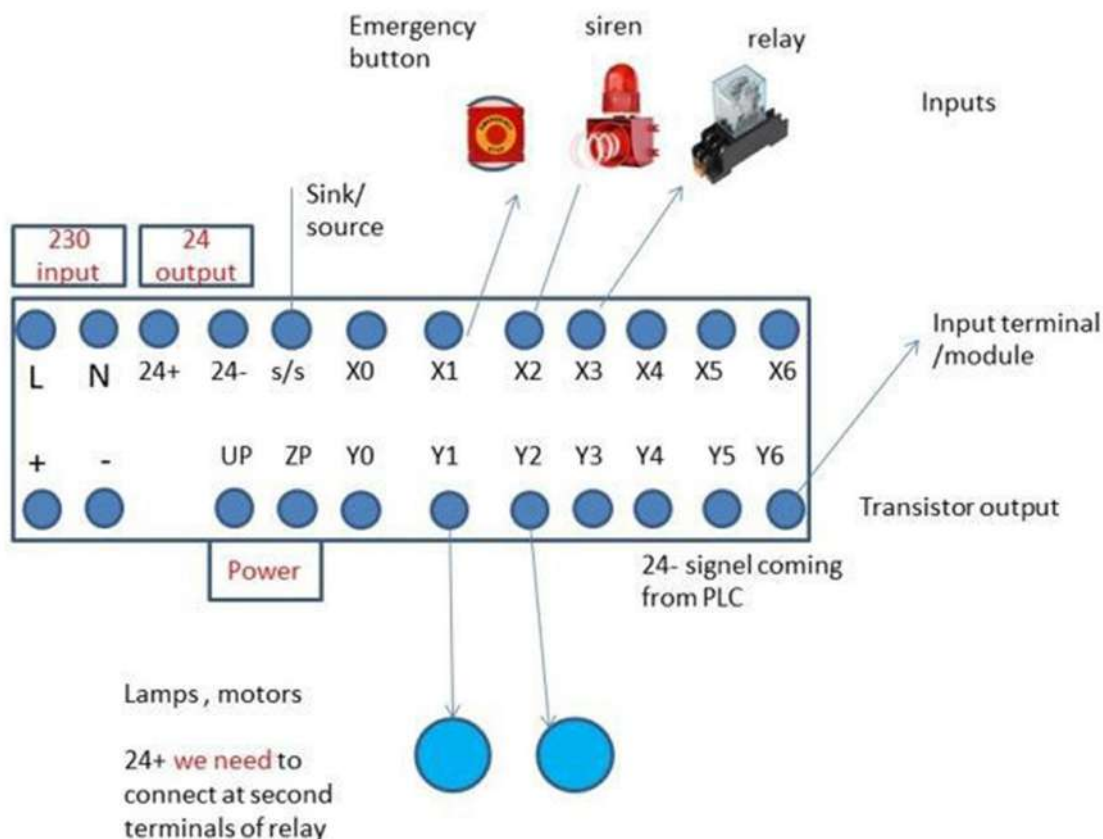 Emergency
button
siren
relay
Inputs
Sink/
source
230
input
24
output
Input terminal
/module
L N 24+ 24- s/s X0 X1 X2 X3 X4 X5 X6
+ - UP ZP Y0 Y1 Y2 Y3 Y4 Y5 Y6
Transistor output
Power
24- signel coming
from PLC
Lamps , motors
24+ we need to
connect at second
terminals of relay